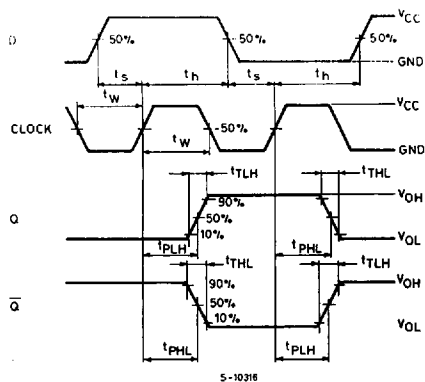 D 50% 50% 50% VCC
GND
ts th ts th
tW
CLOCK tW 50% VCC
GND
tTLH tTHL
Q 90% 50% 10% VOH
VOL
tPLH tPHL
tTHL tTLH
Q̅ 90% 50% 10% VOH
VOL
tPHL tPLH
S-10316